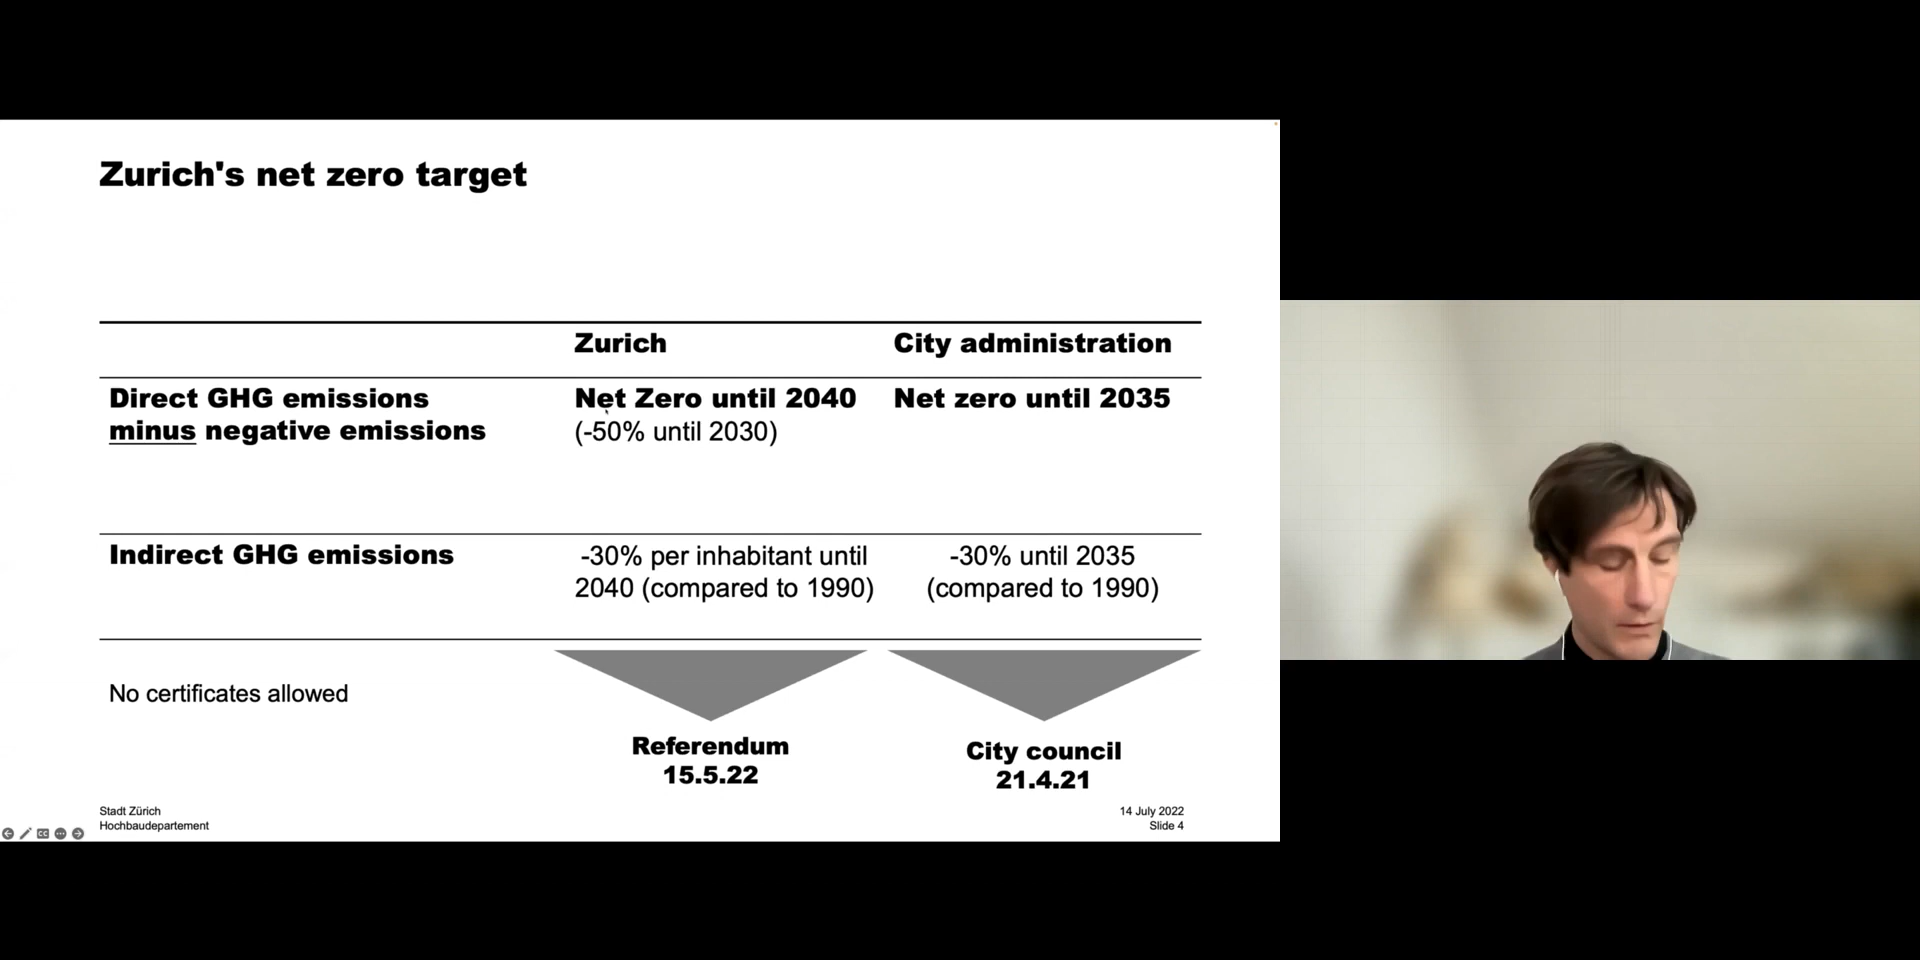 Zurich's net zero target
Zurich
City administration
Direct GHG emissions
minus negative emissions
Net Zero until 2040
(-50% until 2030)
Net zero until 2035
Indirect GHG emissions
-30% per inhabitant until
2040 (compared to 1990)
-30% until 2035
(compared to 1990)
No certificates allowed
Referendum
15.5.22
City council
21.4.21
Stadt Zürich
Hochbaudepartement
14 July 2022
Slide 4